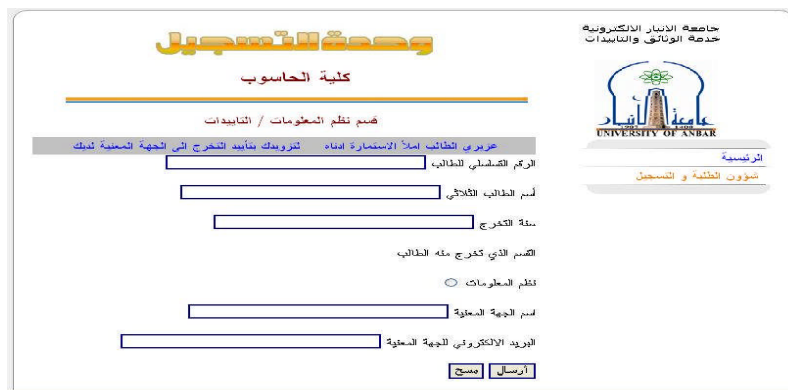 جامعة الانبار الالكترونية
خدمة الوثائق والتاييدات
جامعة الأنبار
UNIVERSITY OF ANBAR
الرئيسية
شؤون الطلبة و التسجيل
وحدة التسجيل
كلية الحاسوب
قسم نظم المعلومات / التاييدات
عزيزي الطالب املأ الاستمارة ادناه لتزويدك بتأييد التخرج الى الجهة المعنية لديك
الرقم التسلسلي للطالب
أسم الطالب الثلاثي
سنة التخرج
القسم الذي تخرج منه الطالب
نظم المعلومات
اسم الجهة المعنية
البريد الالكتروني للجهة المعنية
أرسال مسح